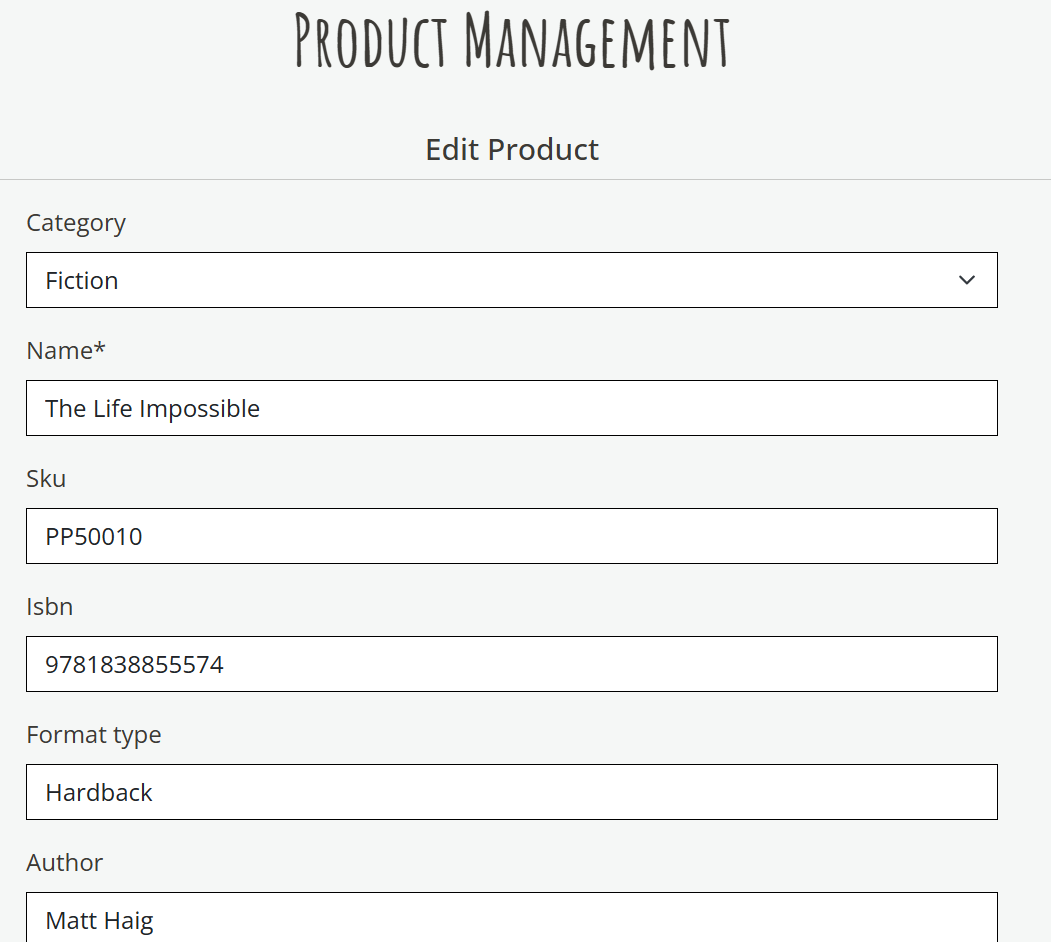 Product Management
Edit Product
Category
Fiction
Name*
The Life Impossible
Sku
PP50010
Isbn
9781838855574
Format type
Hardback
Author
Matt Haig